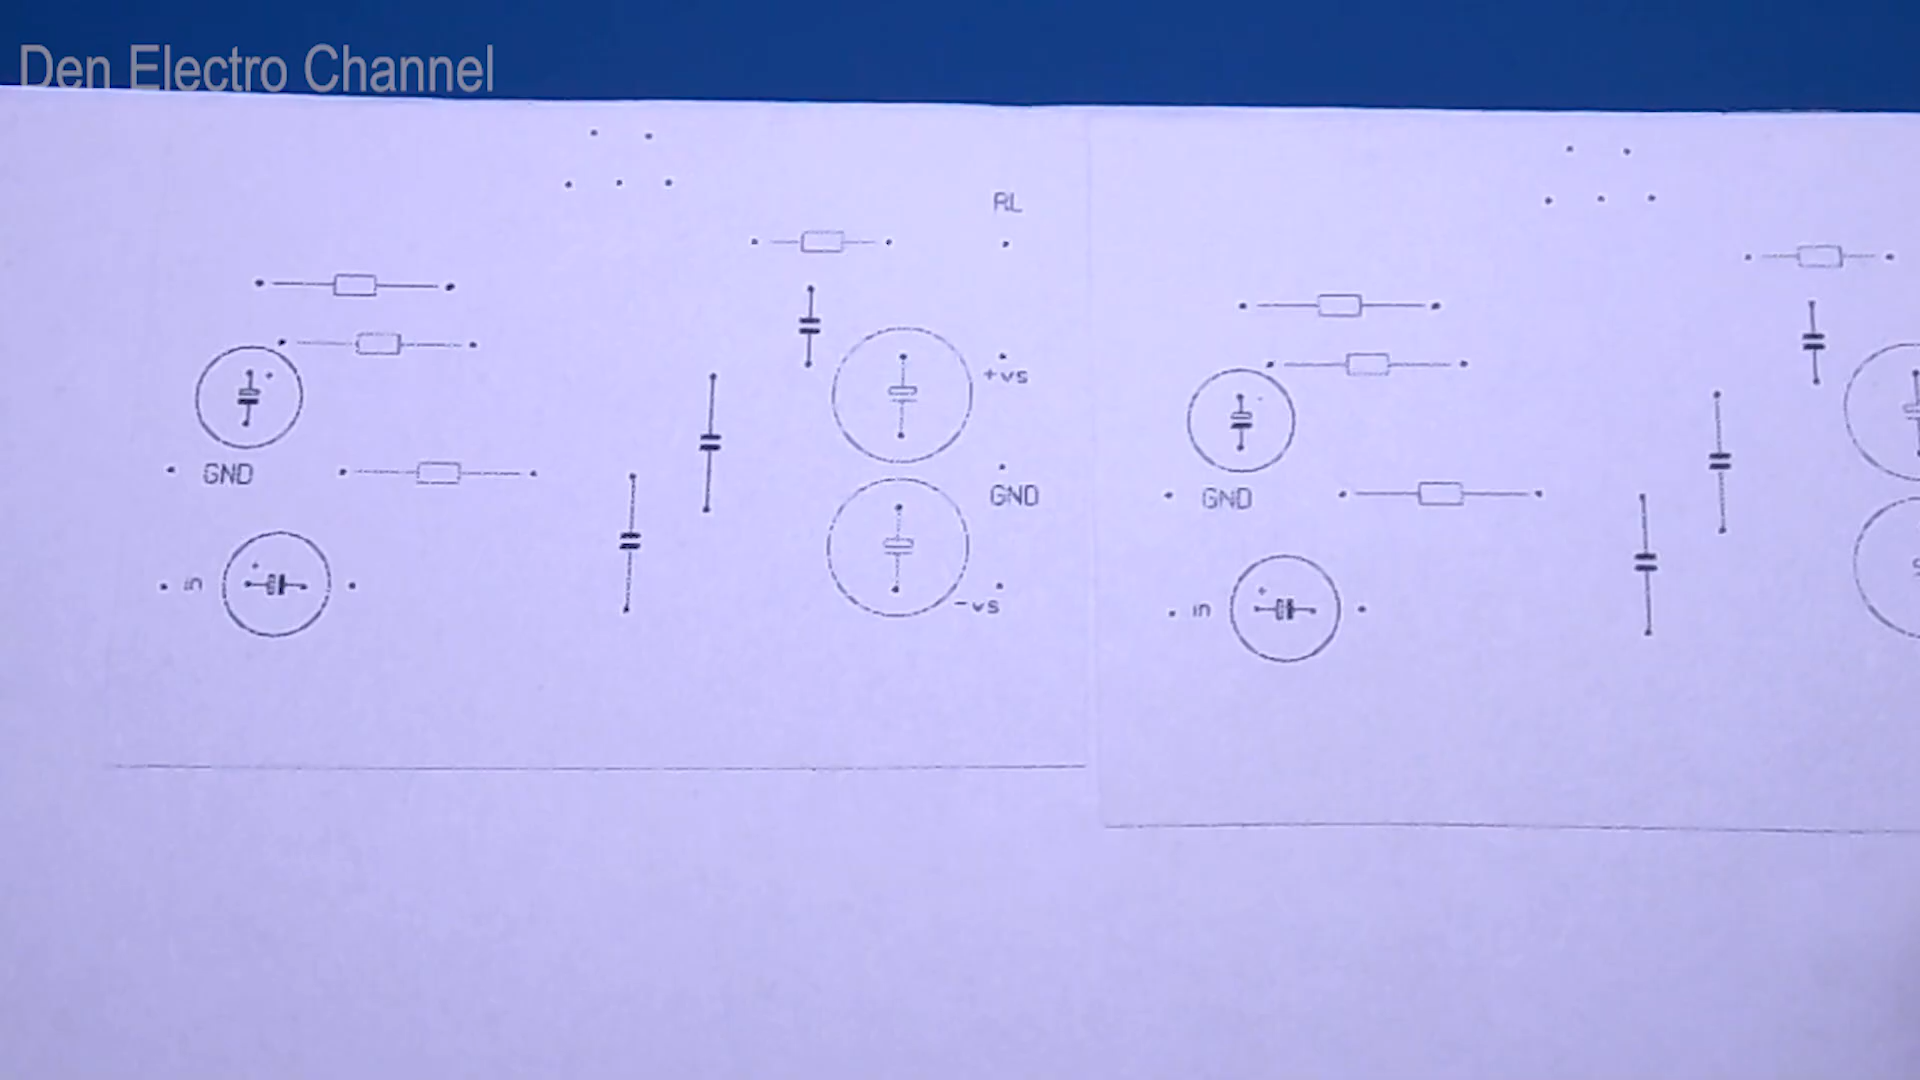 Den Electro Channel
RL
+vs
GND
GND
in
-vs
GND
in